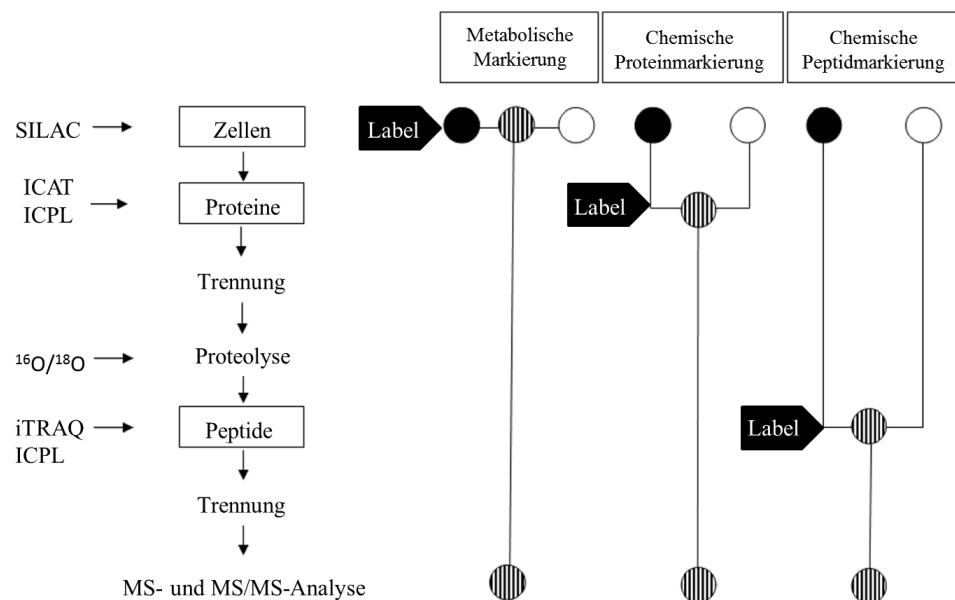 Metabolische
Markierung
Chemische
Proteinmarkierung
Chemische
Peptidmarkierung
SILAC
Zellen
Label
ICAT
ICPL
Proteine
Label
Trennung
¹⁶O/¹⁸O
Proteolyse
iTRAQ
ICPL
Peptide
Label
Trennung
MS- und MS/MS-Analyse